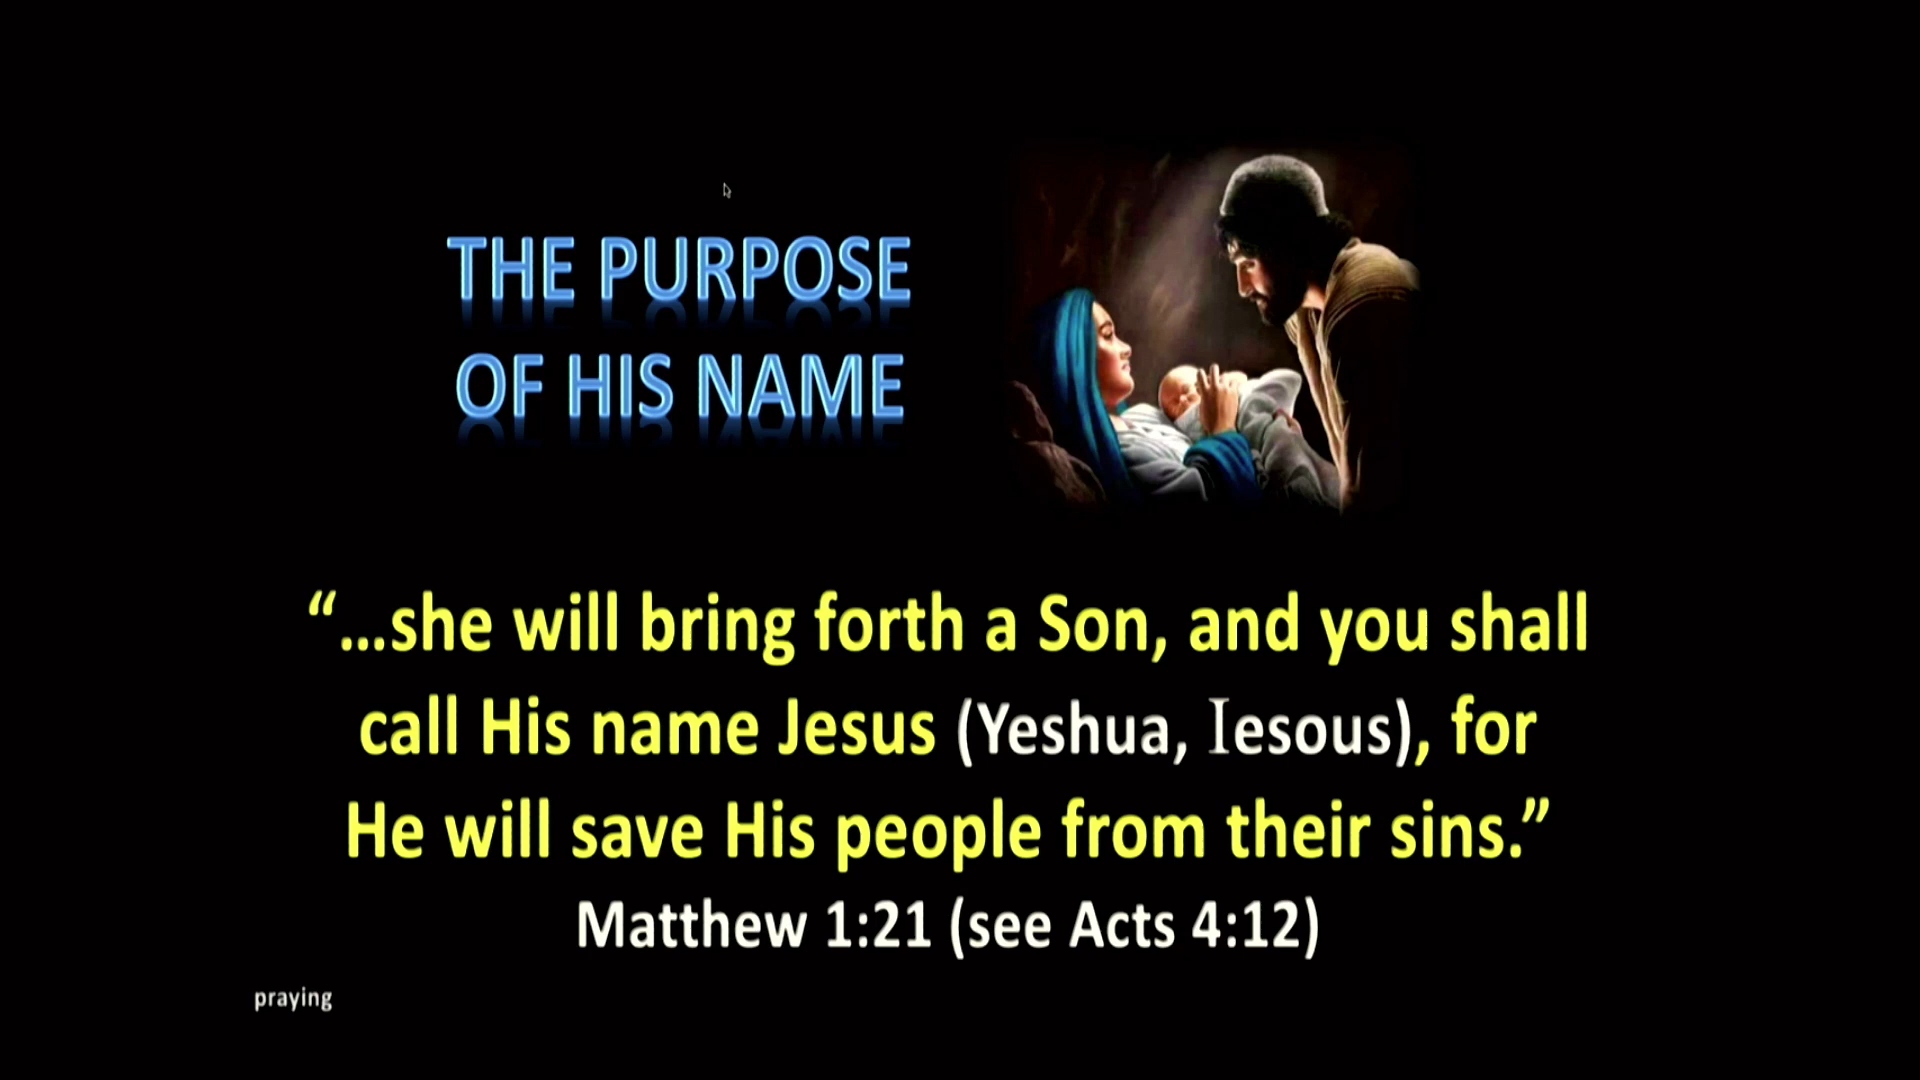 THE PURPOSE
OF HIS NAME
“...she will bring forth a Son, and you shall
call His name Jesus (Yeshua, Iesous), for
He will save His people from their sins.”
Matthew 1:21 (see Acts 4:12)
praying